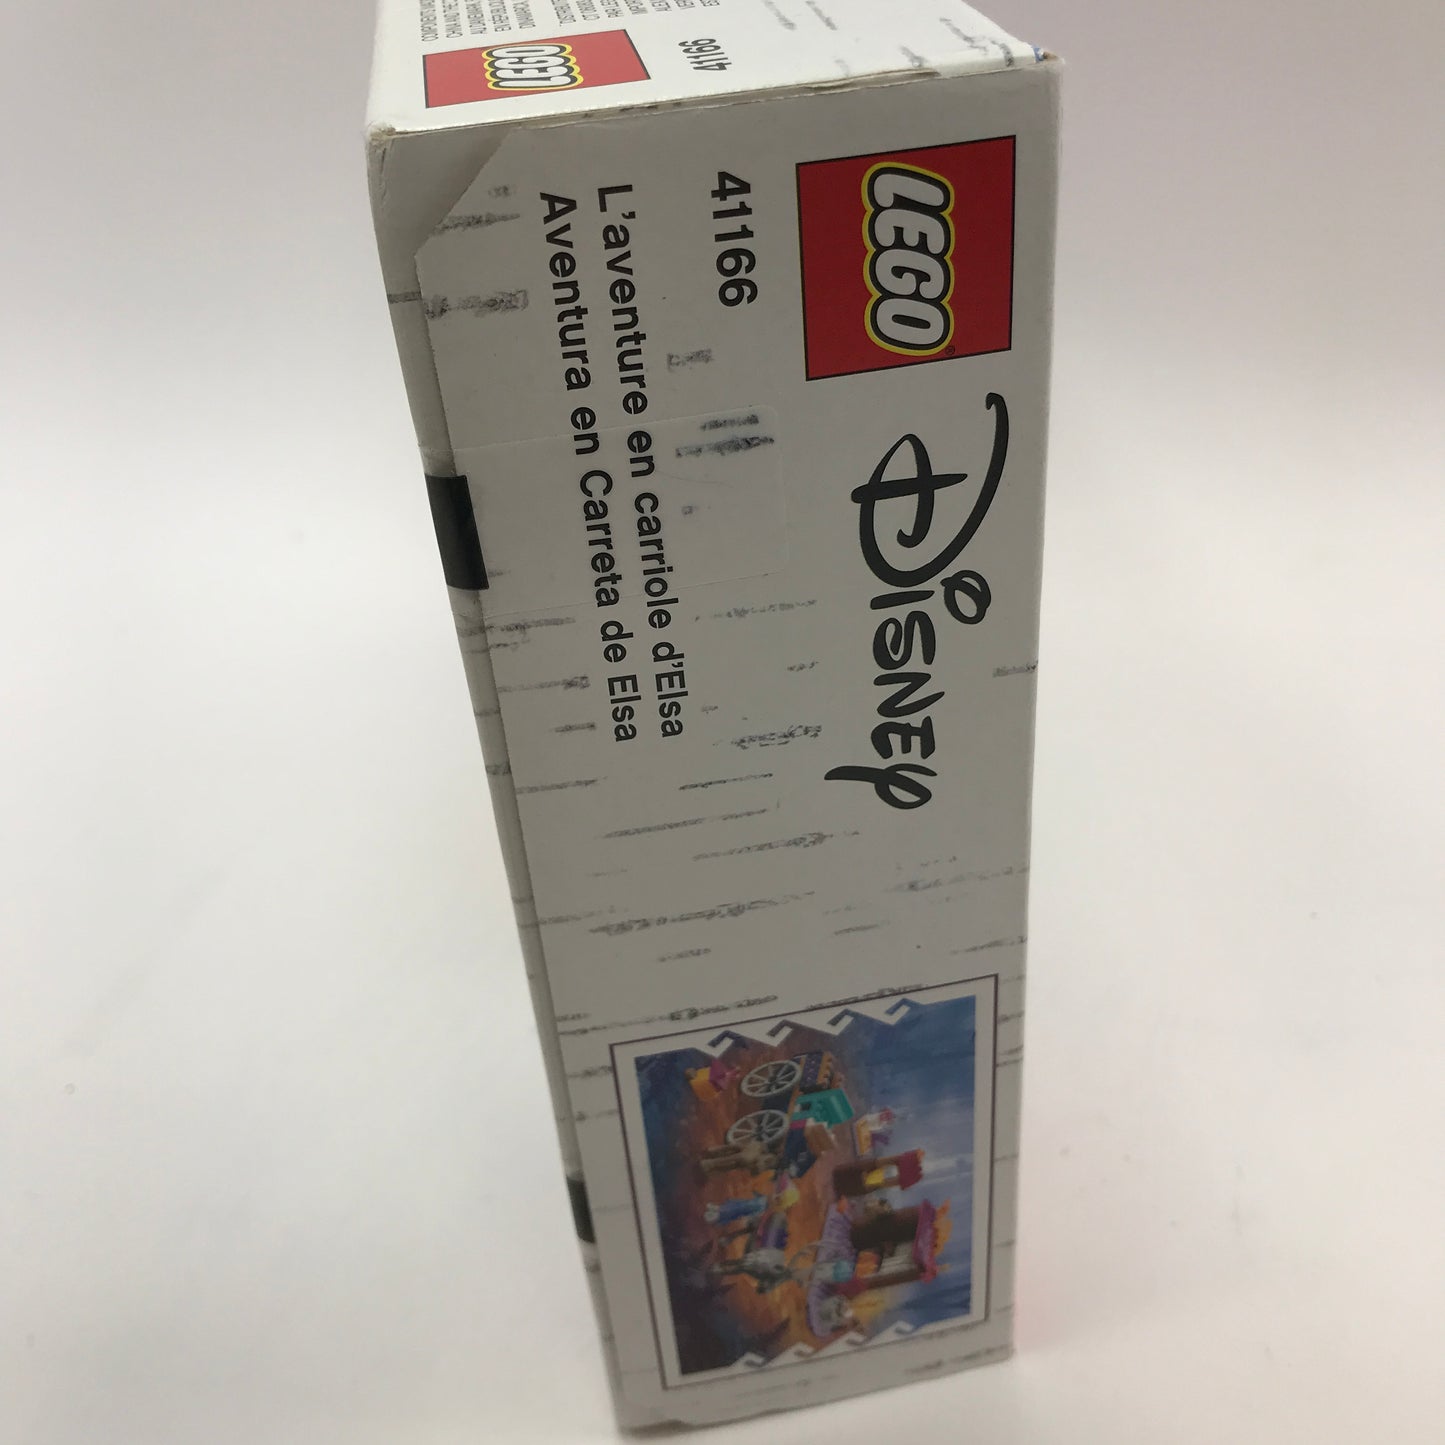 LEGO
41166
LEGO
DISNEY
41166
L'aventure en carriole d'Elsa
Aventura en Carreta de Elsa